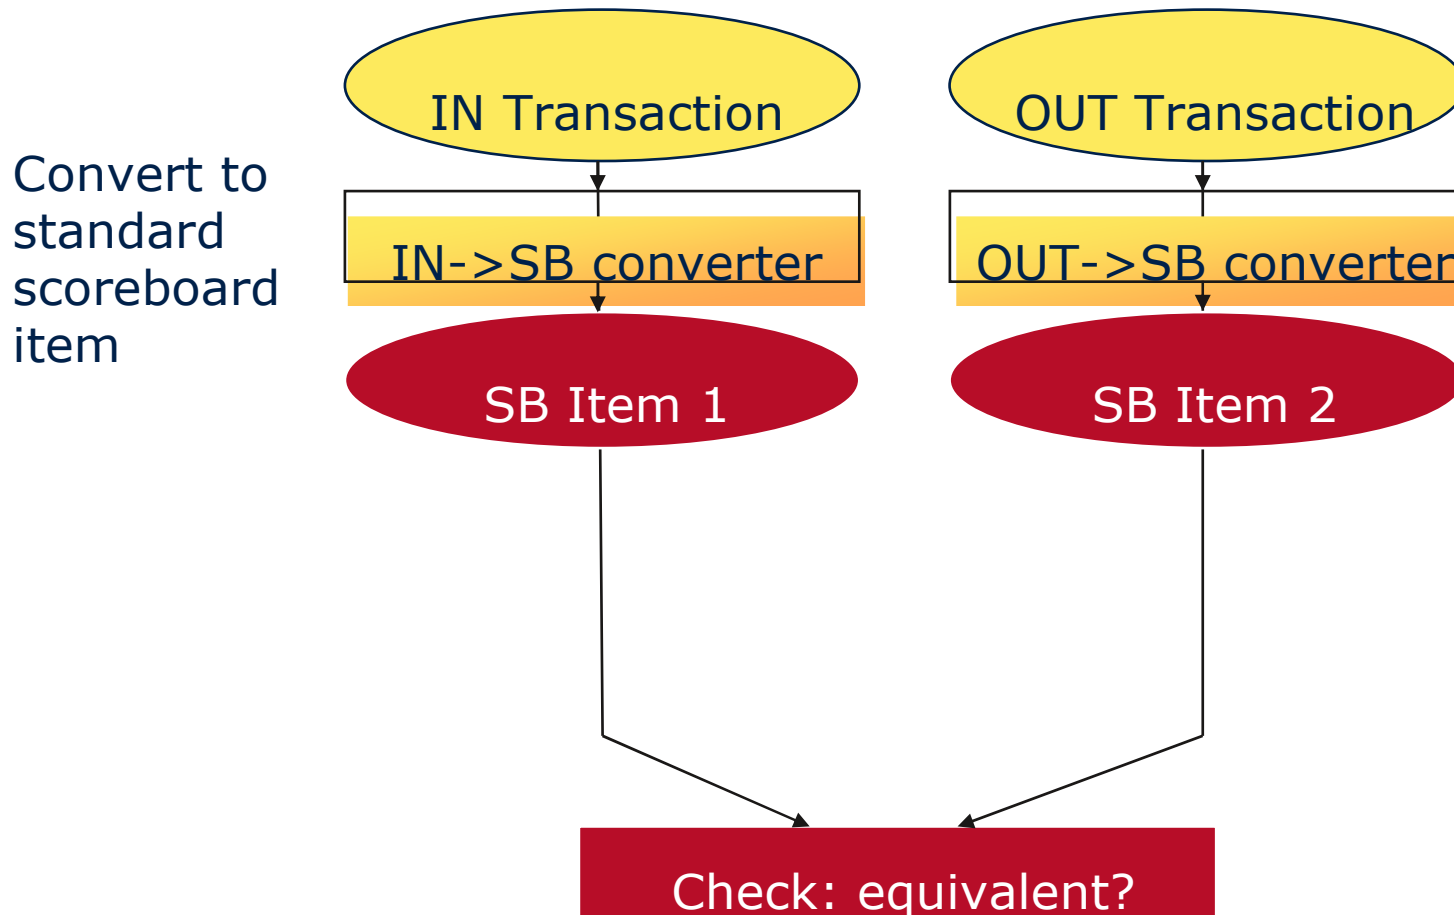 IN Transaction
OUT Transaction
Convert to
standard
scoreboard
item
IN->SB converter
OUT->SB converter
SB Item 1
SB Item 2
Check: equivalent?